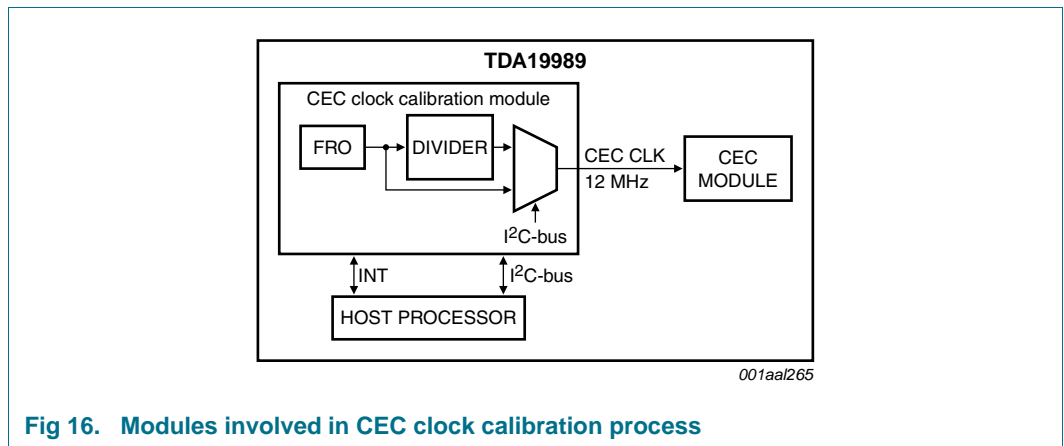 TDA19989
CEC clock calibration module
FRO
DIVIDER
CEC CLK
12 MHz
CEC
MODULE
I²C-bus
INT
I²C-bus
HOST PROCESSOR
001aal265
Fig 16. Modules involved in CEC clock calibration process